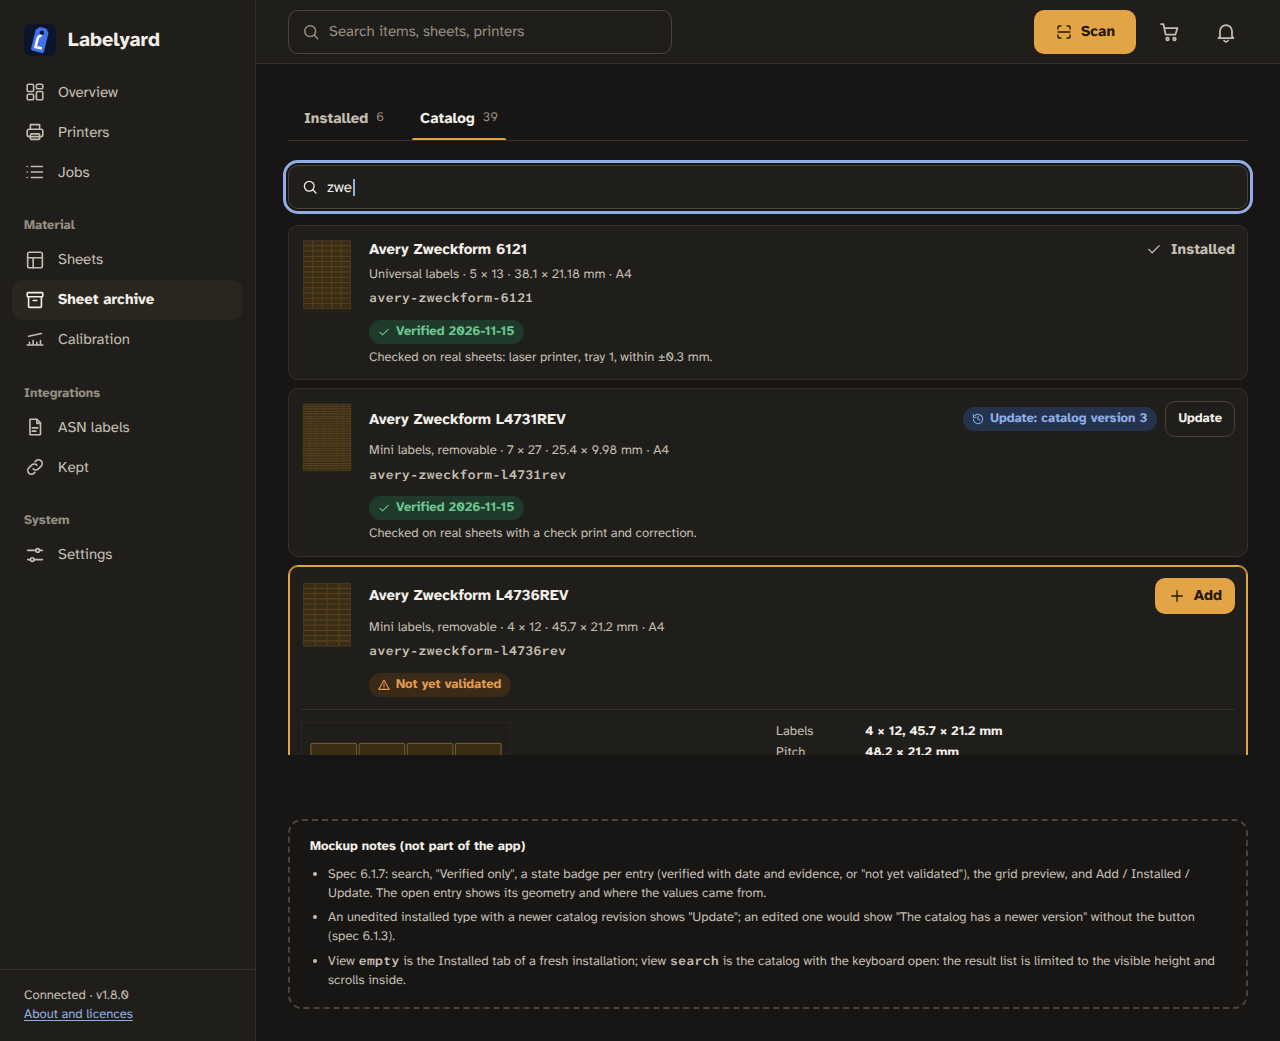 Labelyard
Search items, sheets, printers
Scan
Overview
Printers
Jobs
Material
Sheets
Sheet archive
Calibration
Integrations
ASN labels
Kept
System
Settings
Connected · v1.8.0
About and licences
Installed 6
Catalog 39
zwe
Avery Zweckform 6121
Installed
Universal labels · 5 × 13 · 38.1 × 21.18 mm · A4
avery-zweckform-6121
Verified 2026-11-15
Checked on real sheets: laser printer, tray 1, within ±0.3 mm.
Avery Zweckform L4731REV
Update: catalog version 3
Update
Mini labels, removable · 7 × 27 · 25.4 × 9.98 mm · A4
avery-zweckform-l4731rev
Verified 2026-11-15
Checked on real sheets with a check print and correction.
Avery Zweckform L4736REV
Add
Mini labels, removable · 4 × 12 · 45.7 × 21.2 mm · A4
avery-zweckform-l4736rev
Not yet validated
Labels 4 × 12, 45.7 × 21.2 mm
Pitch 48.2 × 21.2 mm
Mockup notes (not part of the app)
• Spec 6.1.7: search, "Verified only", a state badge per entry (verified with date and evidence, or "not yet validated"), the grid preview, and Add / Installed /
Update. The open entry shows its geometry and where the values came from.
• An unedited installed type with a newer catalog revision shows "Update"; an edited one would show "The catalog has a newer version" without the button
(spec 6.1.3).
• View empty is the Installed tab of a fresh installation; view search is the catalog with the keyboard open: the result list is limited to the visible height and
scrolls inside.